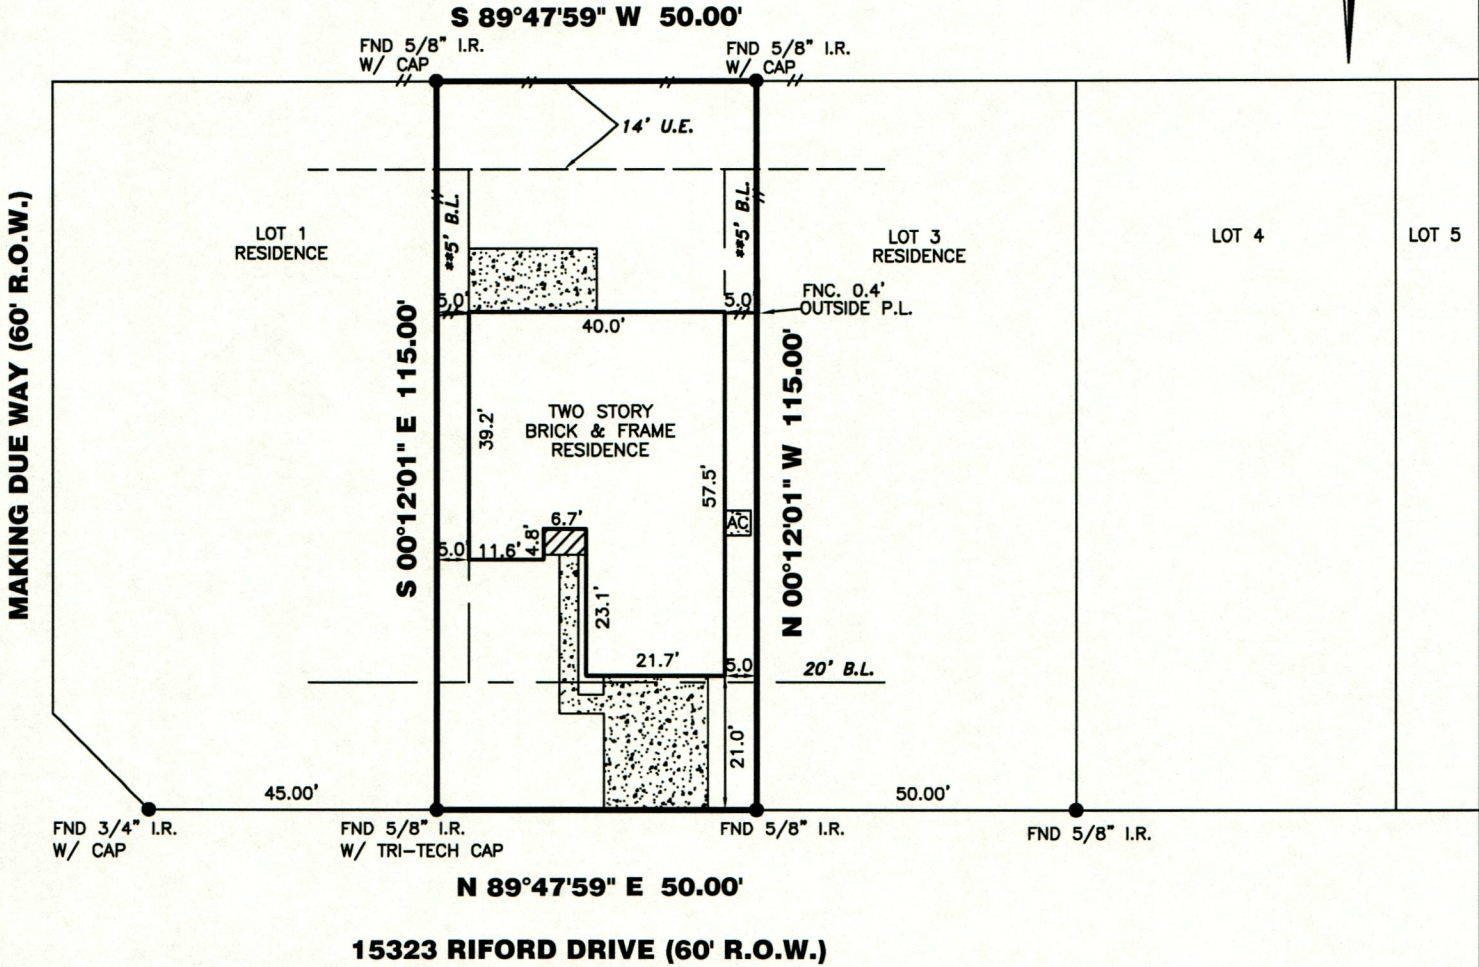 S 89°47'59" W 50.00'
FND 5/8" I.R.
W/ CAP
FND 5/8" I.R.
W/ CAP
14' U.E.
MAKING DUE WAY (60' R.O.W.)
LOT 1
RESIDENCE
**5' B.L.
**5' B.L.
LOT 3
RESIDENCE
LOT 4
LOT 5
5.0'
5.0'
FNC. 0.4'
OUTSIDE P.L.
40.0'
S 00°12'01" E 115.00'
N 00°12'01" W 115.00'
39.2'
TWO STORY
BRICK & FRAME
RESIDENCE
57.5'
AC
6.7'
4.8'
5.0'
11.6'
23.1'
21.7'
5.0
20' B.L.
21.0'
45.00'
50.00'
FND 3/4" I.R.
W/ CAP
FND 5/8" I.R.
W/ TRI-TECH CAP
FND 5/8" I.R.
FND 5/8" I.R.
N 89°47'59" E 50.00'
15323 RIFORD DRIVE (60' R.O.W.)